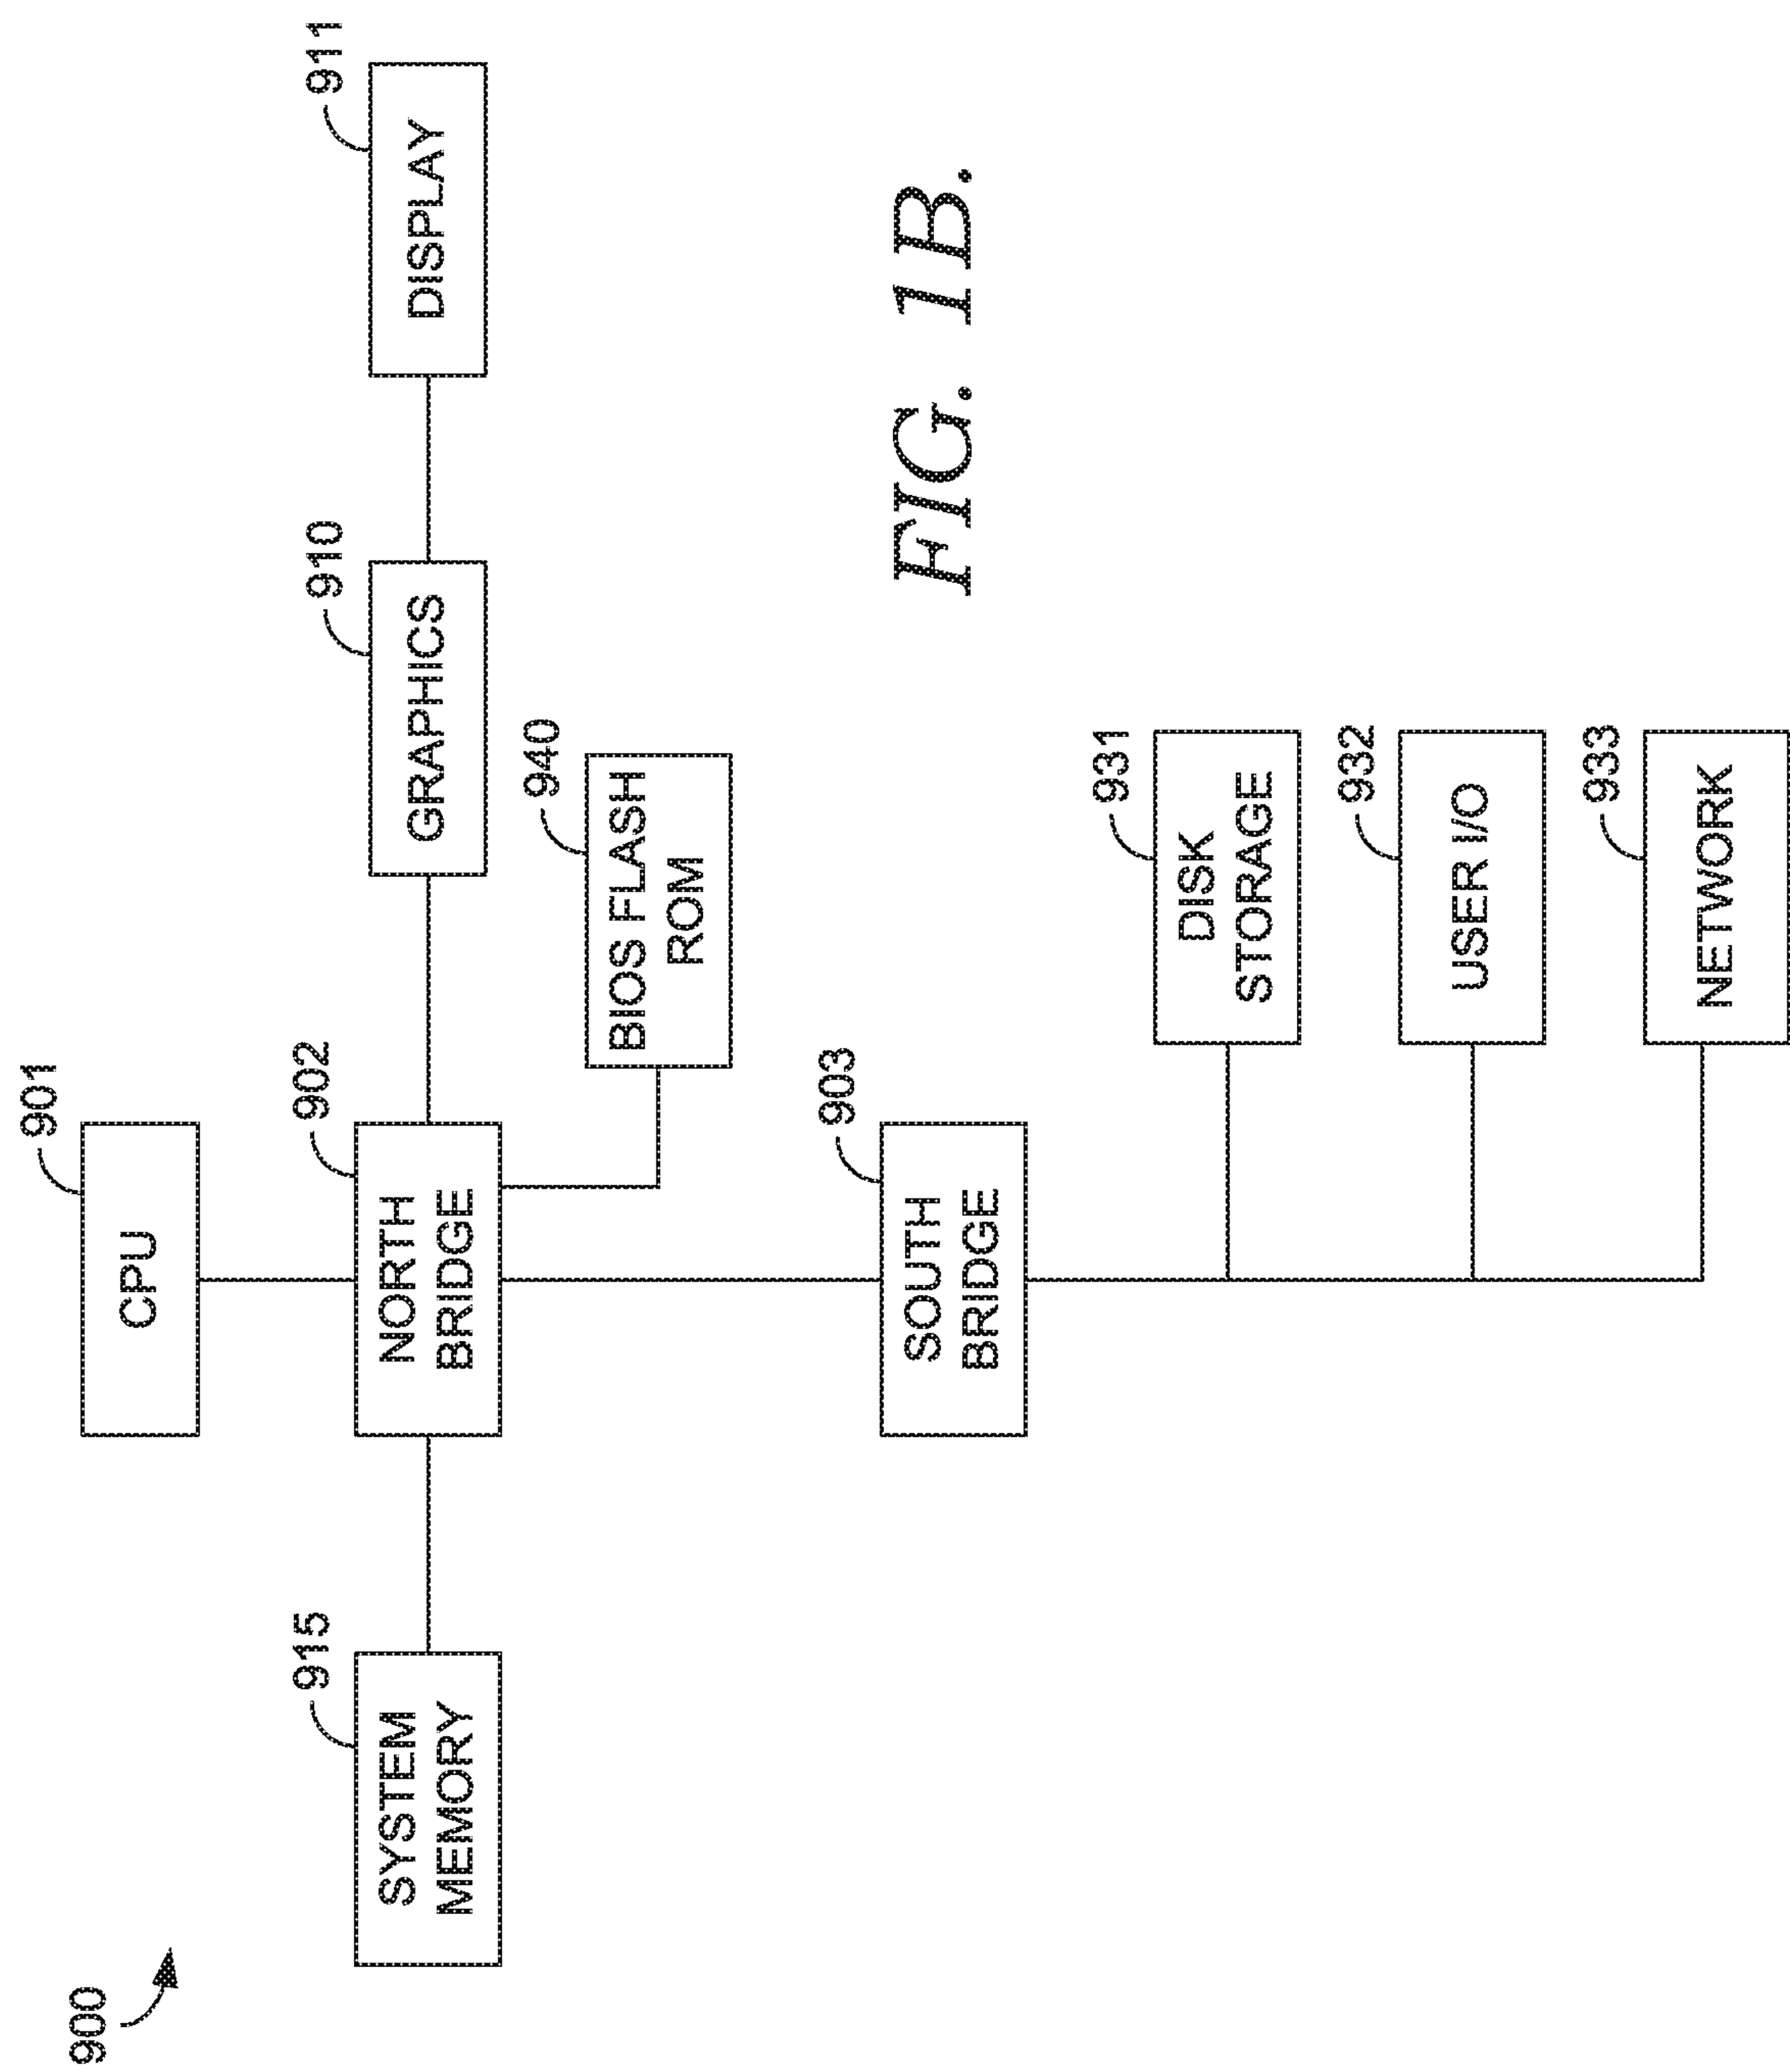 900
901
CPU
915
902
910
911
SYSTEM
MEMORY
NORTH
BRIDGE
GRAPHICS
DISPLAY
940
BIOS FLASH
ROM
903
SOUTH
BRIDGE
FIG. 1B.
931
DISK
STORAGE
932
USER I/O
933
NETWORK